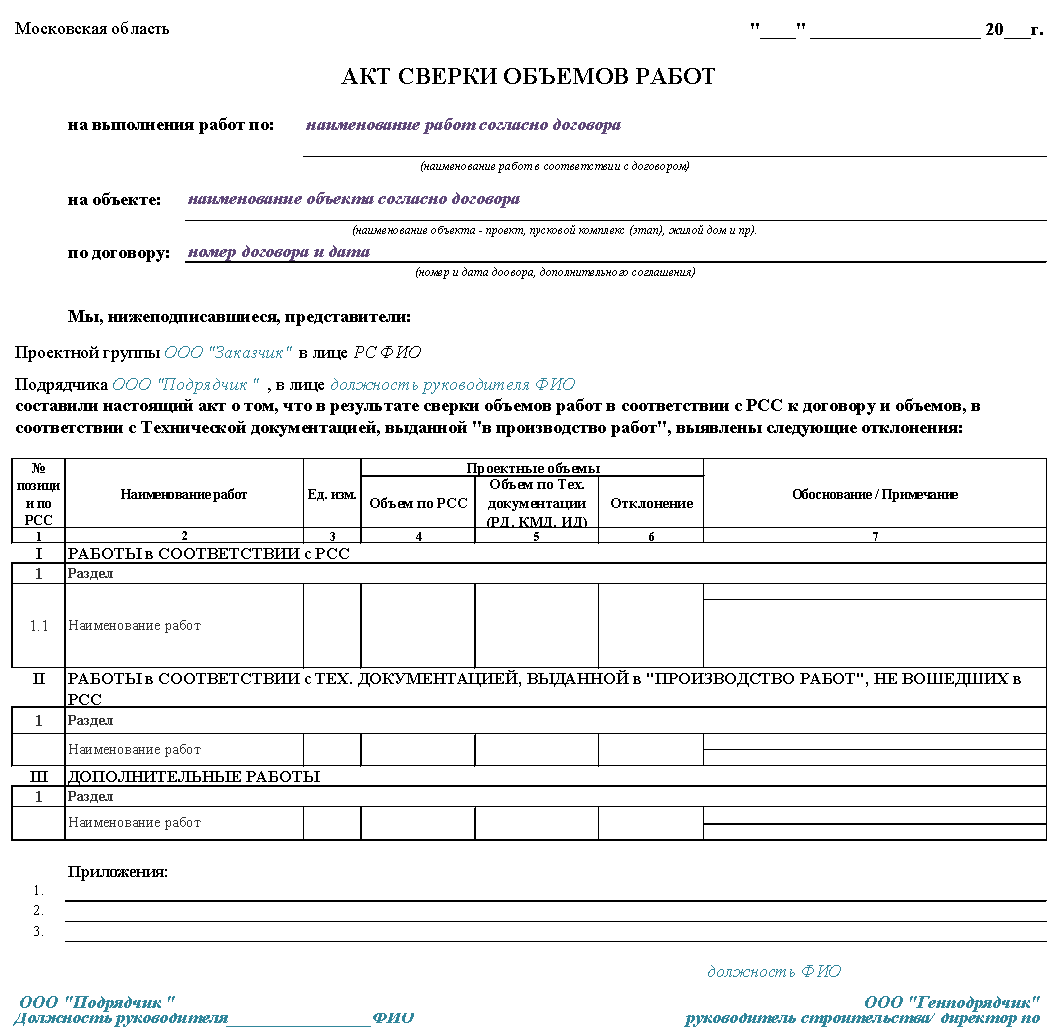 Московская область "____" ____________________ 20___г.
АКТ СВЕРКИ ОБЪЕМОВ РАБОТ
на выполнения работ по: наименование работ согласно договора
(наименование работ в соответствии с договором)
на объекте: наименование объекта согласно договора
(наименование объекта - проект, пусковой комплекс (этап), жилой дом и пр).
по договору: номер договора и дата
(номер и дата доовора, дополнительного соглашения)
Мы, нижеподписавшиеся, представители:
Проектной группы ООО "Заказчик" в лице РС ФИО
Подрядчика ООО "Подрядчик " , в лице должность руководителя ФИО
составили настоящий акт о том, что в результате сверки объемов работ в соответствии с РСС к договору и объемов, в
соответствии с Технической документацией, выданной "в производство работ", выявлены следующие отклонения:
№
позици
и по
РСС
Наименование работ
Ед. изм.
Проектные объемы
Объем по РСС
Объем по Тех.
документации
(РД, КМД, ИД)
Отклонение
Обоснование / Примечание
1 2 3 4 5 6 7
I РАБОТЫ в СООТВЕТСТВИИ с РСС
1 Раздел
1.1 Наименование работ
II РАБОТЫ в СООТВЕТСТВИИ с ТЕХ. ДОКУМЕНТАЦИЕЙ, ВЫДАННОЙ в "ПРОИЗВОДСТВО РАБОТ", НЕ ВОШЕДШИХ в
РСС
1 Раздел
Наименование работ
III ДОПОЛНИТЕЛЬНЫЕ РАБОТЫ
1 Раздел
Наименование работ
Приложения:
1.
2.
3.
должность ФИО
ООО "Подрядчик " ООО "Генподрядчик"
Должность руководителя_________________ФИО руководитель строительства/ директор по